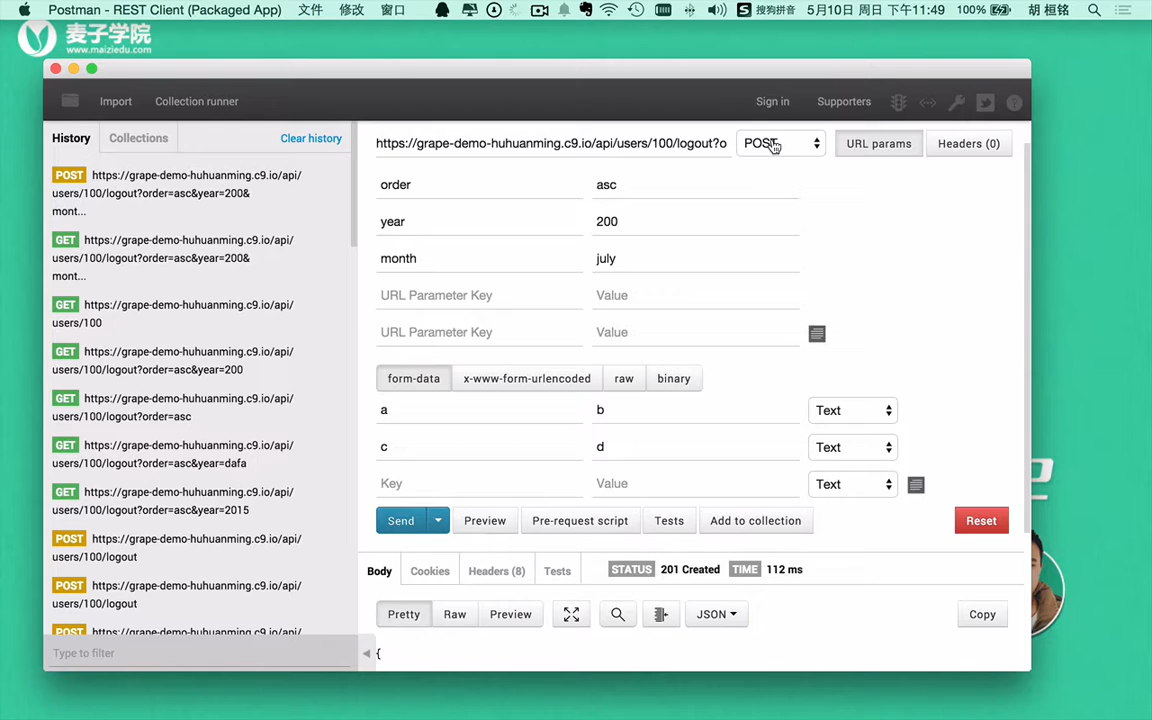 Postman - REST Client (Packaged App) 文件 修改 窗口 搜狗拼音 5月10日 周日 下午11:49 100% 胡 桓铭
麦子学院
www.maiziedu.com
Import Collection runner Sign in Supporters
History Collections Clear history
https://grape-demo-huhuanming.c9.io/api/users/100/logout?o POST URL params Headers (0)
POST https://grape-demo-huhuanming.c9.io/api/
users/100/logout?order=asc&year=200&
mont...
GET https://grape-demo-huhuanming.c9.io/api/
users/100/logout?order=asc&year=200&
mont...
GET https://grape-demo-huhuanming.c9.io/api/
users/100
GET https://grape-demo-huhuanming.c9.io/api/
users/100/logout?order=asc&year=200
GET https://grape-demo-huhuanming.c9.io/api/
users/100/logout?order=asc
GET https://grape-demo-huhuanming.c9.io/api/
users/100/logout?order=asc&year=dafa
GET https://grape-demo-huhuanming.c9.io/api/
users/100/logout?order=asc&year=2015
POST https://grape-demo-huhuanming.c9.io/api/
users/100/logout
POST https://grape-demo-huhuanming.c9.io/api/
users/100/logout
POST https://grape-demo-huhuanming.c9.io/api/
Type to filter
order asc
year 200
month july
URL Parameter Key Value
URL Parameter Key Value
form-data x-www-form-urlencoded raw binary
a b Text
c d Text
Key Value Text
Send Preview Pre-request script Tests Add to collection Reset
Body Cookies Headers (8) Tests STATUS 201 Created TIME 112 ms
Pretty Raw Preview JSON Copy
{